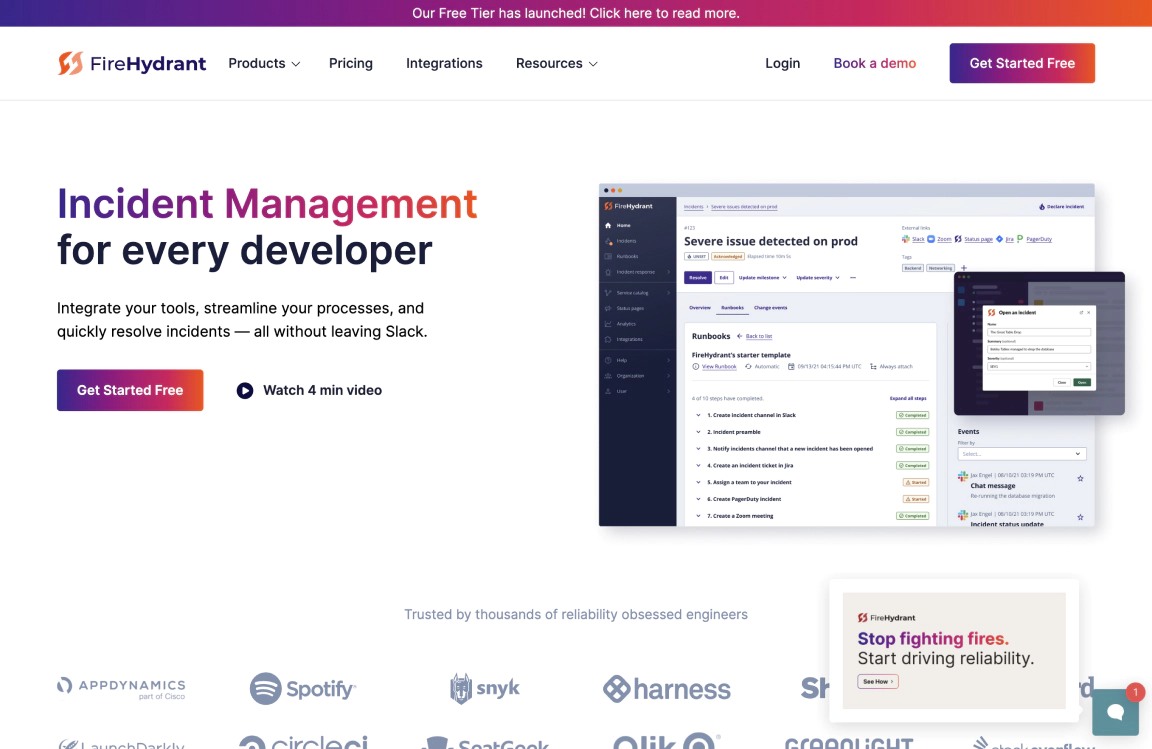 Our Free Tier has launched! Click here to read more.
FireHydrant
Products
Pricing
Integrations
Resources
Login
Book a demo
Get Started Free
Incident Management
for every developer
Integrate your tools, streamline your processes, and
quickly resolve incidents — all without leaving Slack.
Get Started Free
Watch 4 min video
FireHydrant
Home
Incidents
Runbooks
Incident response
Service catalog
Status pages
Analytics
Integrations
Help
Organization
User
Incidents › Severe issues detected on prod
Declare incident
#123
Severe issue detected on prod
UNSET Acknowledged Elapsed time 10m 5s
External links
Slack Zoom Status page Jira PagerDuty
Tags
Backend Networking +
Resolve Edit Update milestone Update severity
Overview Runbooks Change events
Runbooks ← Back to list
FireHydrant's starter template
View Runbook Automatic 09/13/21 04:15:44 PM UTC Always attach
4 of 10 steps have completed. Expand all steps
1. Create incident channel in Slack Completed
2. Incident preamble Completed
3. Notify incidents channel that a new incident has been opened Completed
4. Create an incident ticket in Jira Completed
5. Assign a team to your incident Started
6. Create PagerDuty incident Started
7. Create a Zoom meeting Completed
Open an incident
Name
Summary (optional)
Severity (optional)
Close
Events
Filter by
Select...
Jax Engel | 08/10/21 03:19 PM UTC
Chat message
Re-running the database migration
Jax Engel | 08/10/21 03:19 PM UTC
Incident status update
Trusted by thousands of reliability obsessed engineers
APPDYNAMICS
part of Cisco
Spotify
snyk
harness
FireHydrant
Stop fighting fires.
Start driving reliability.
See How ›
1
LaunchDarkly
circleci
SeatGeek
Qlik
GREENLIGHT
stackoverflow